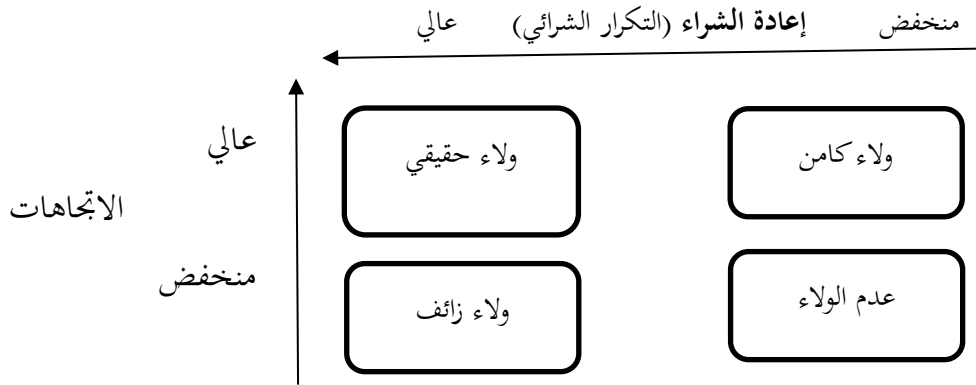 منخفض إعادة الشراء (التكرار الشرائي) عالي
عالي
ولاء كامن
ولاء حقيقي
الاتجاهات
منخفض
عدم الولاء
ولاء زائف